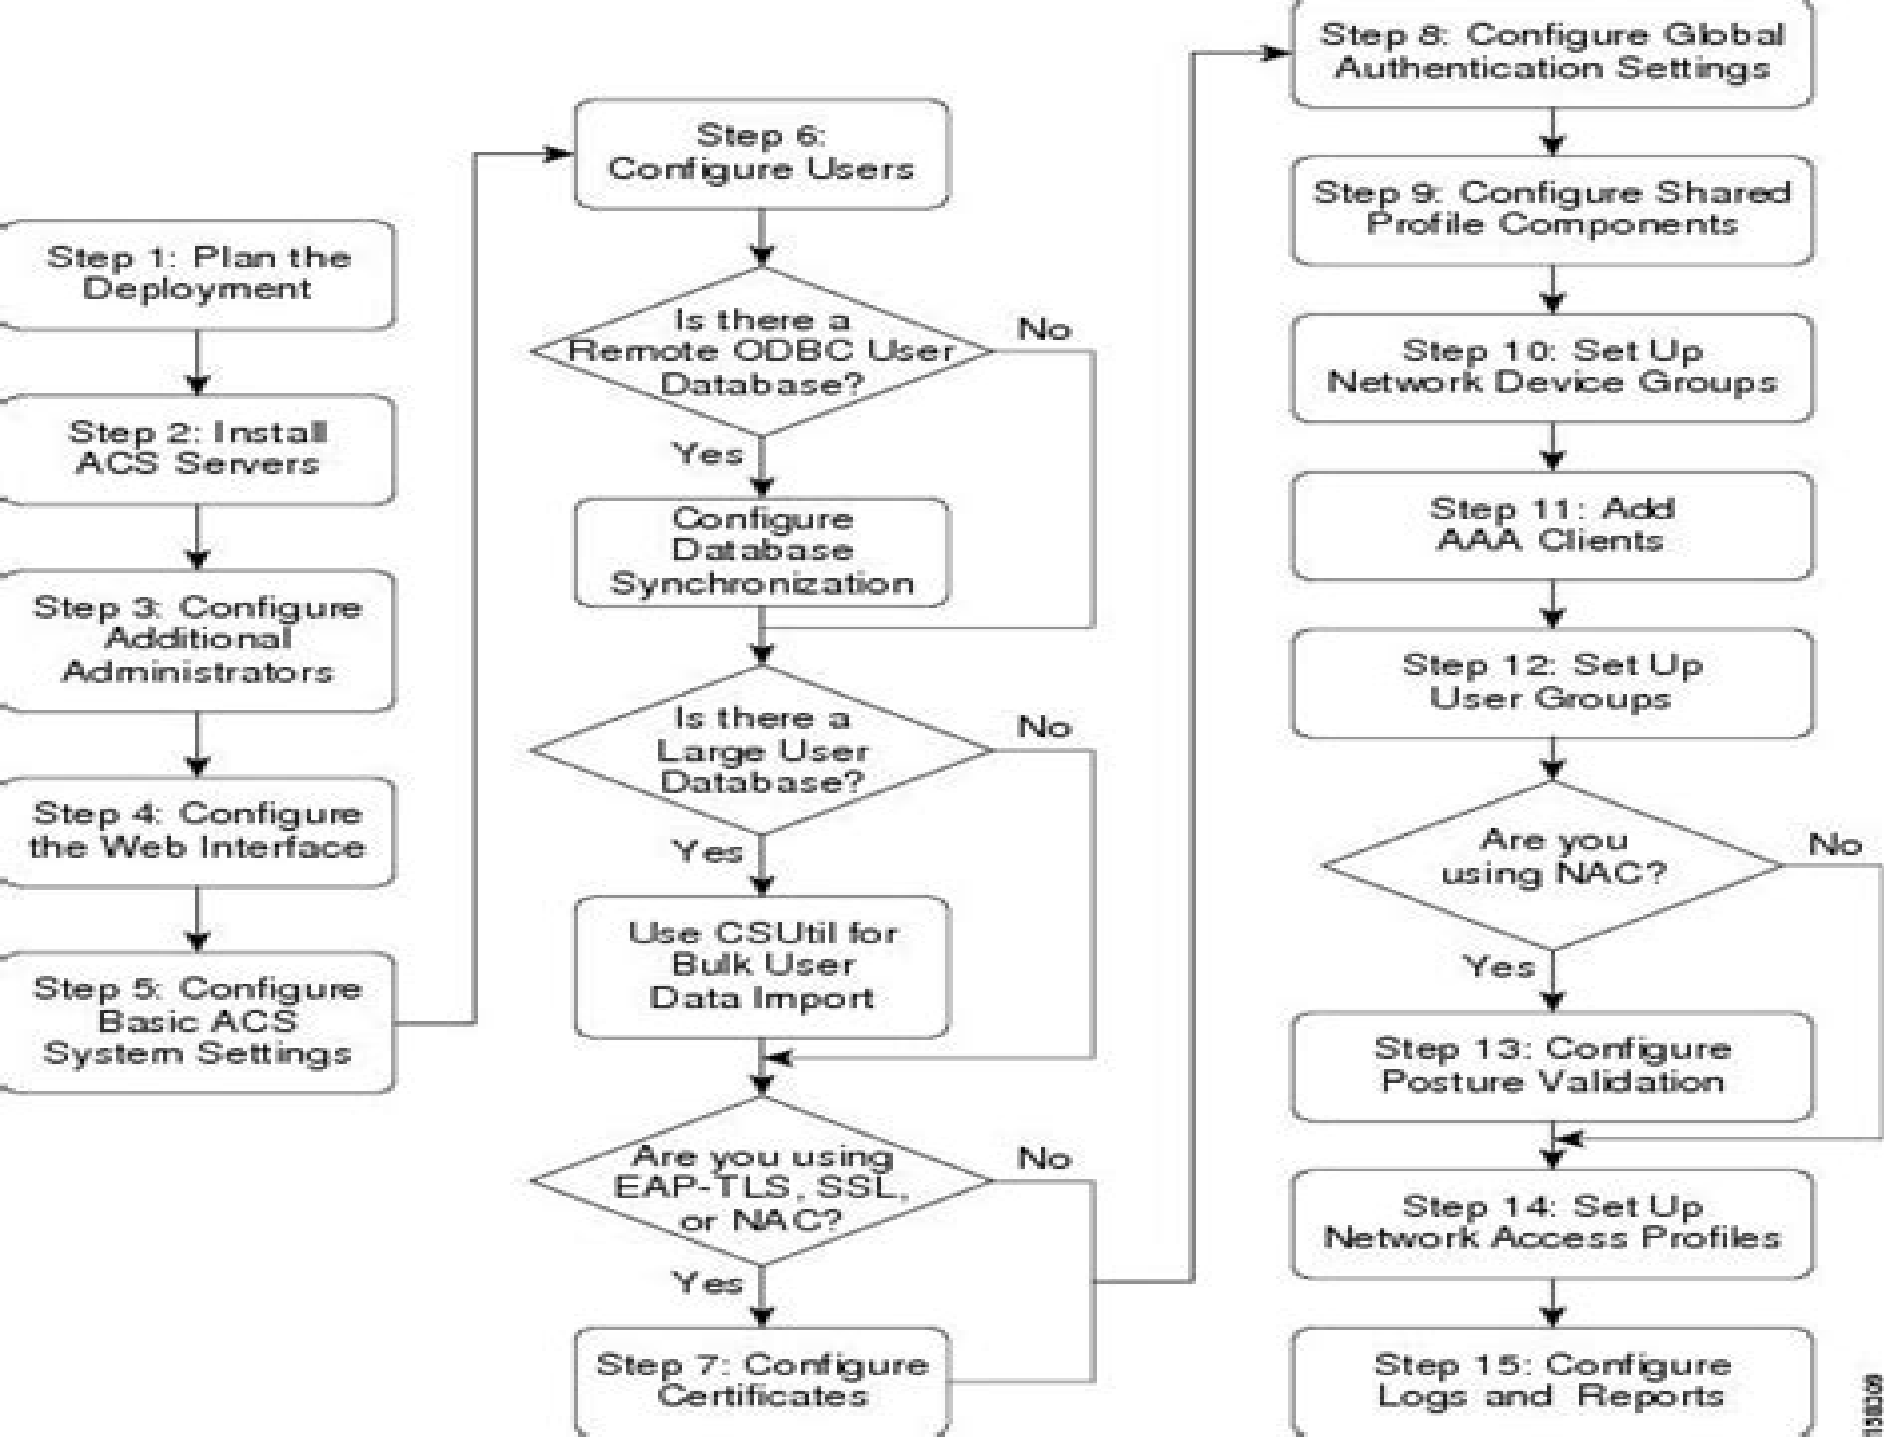 Step 1: Plan the
Deployment
Step 2: Install
ACS Servers
Step 3: Configure
Additional
Administrators
Step 4: Configure
the Web Interface
Step 5: Configure
Basic ACS
System Settings
Step 6:
Configure Users
Is there a
Remote ODBC User
Database?
No
Yes
Configure
Database
Synchronization
Is there a
Large User
Database?
No
Yes
Use CSUtil for
Bulk User
Data Import
Are you using
EAP-TLS, SSL,
or NAC?
No
Yes
Step 7: Configure
Certificates
Step 8: Configure Global
Authentication Settings
Step 9: Configure Shared
Profile Components
Step 10: Set Up
Network Device Groups
Step 11: Add
AAA Clients
Step 12: Set Up
User Groups
Are you
using NAC?
No
Yes
Step 13: Configure
Posture Validation
Step 14: Set Up
Network Access Profiles
Step 15: Configure
Logs and Reports